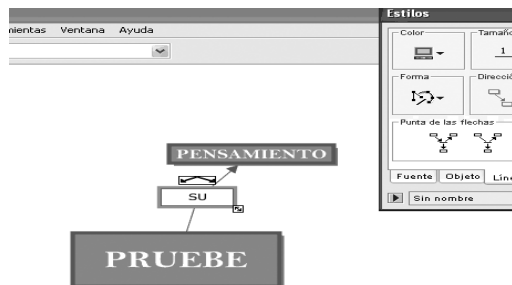 Estilos
mientas Ventana Ayuda
Color Tamaño
1
Forma Direcció
Punta de las flechas
PENSAMIENTO
SU
Fuente Objeto Líne
Sin nombre
PRUEBE